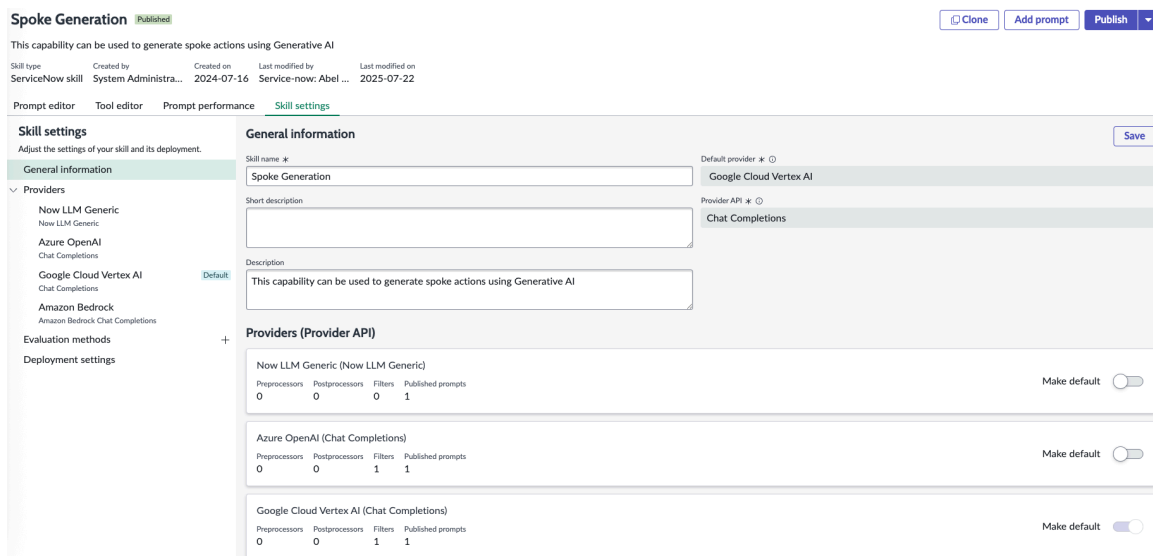 Spoke Generation Published
Clone Add prompt Publish
This capability can be used to generate spoke actions using Generative AI
Skill type Created by Created on Last modified by Last modified on
ServiceNow skill System Administra... 2024-07-16 Service-now: Abel ... 2025-07-22
Prompt editor Tool editor Prompt performance Skill settings
Skill settings
Adjust the settings of your skill and its deployment.
General information
Providers
Now LLM Generic
Now LLM Generic
Azure OpenAI
Chat Completions
Google Cloud Vertex AI Default
Chat Completions
Amazon Bedrock
Amazon Bedrock Chat Completions
Evaluation methods +
Deployment settings
General information
Save
Skill name * Default provider *
Spoke Generation Google Cloud Vertex AI
Short description Provider API *
Chat Completions
Description
This capability can be used to generate spoke actions using Generative AI
Providers (Provider API)
Now LLM Generic (Now LLM Generic)
Preprocessors Postprocessors Filters Published prompts
0 0 0 1
Make default
Azure OpenAI (Chat Completions)
Preprocessors Postprocessors Filters Published prompts
0 0 1 1
Make default
Google Cloud Vertex AI (Chat Completions)
Preprocessors Postprocessors Filters Published prompts
0 0 1 1
Make default